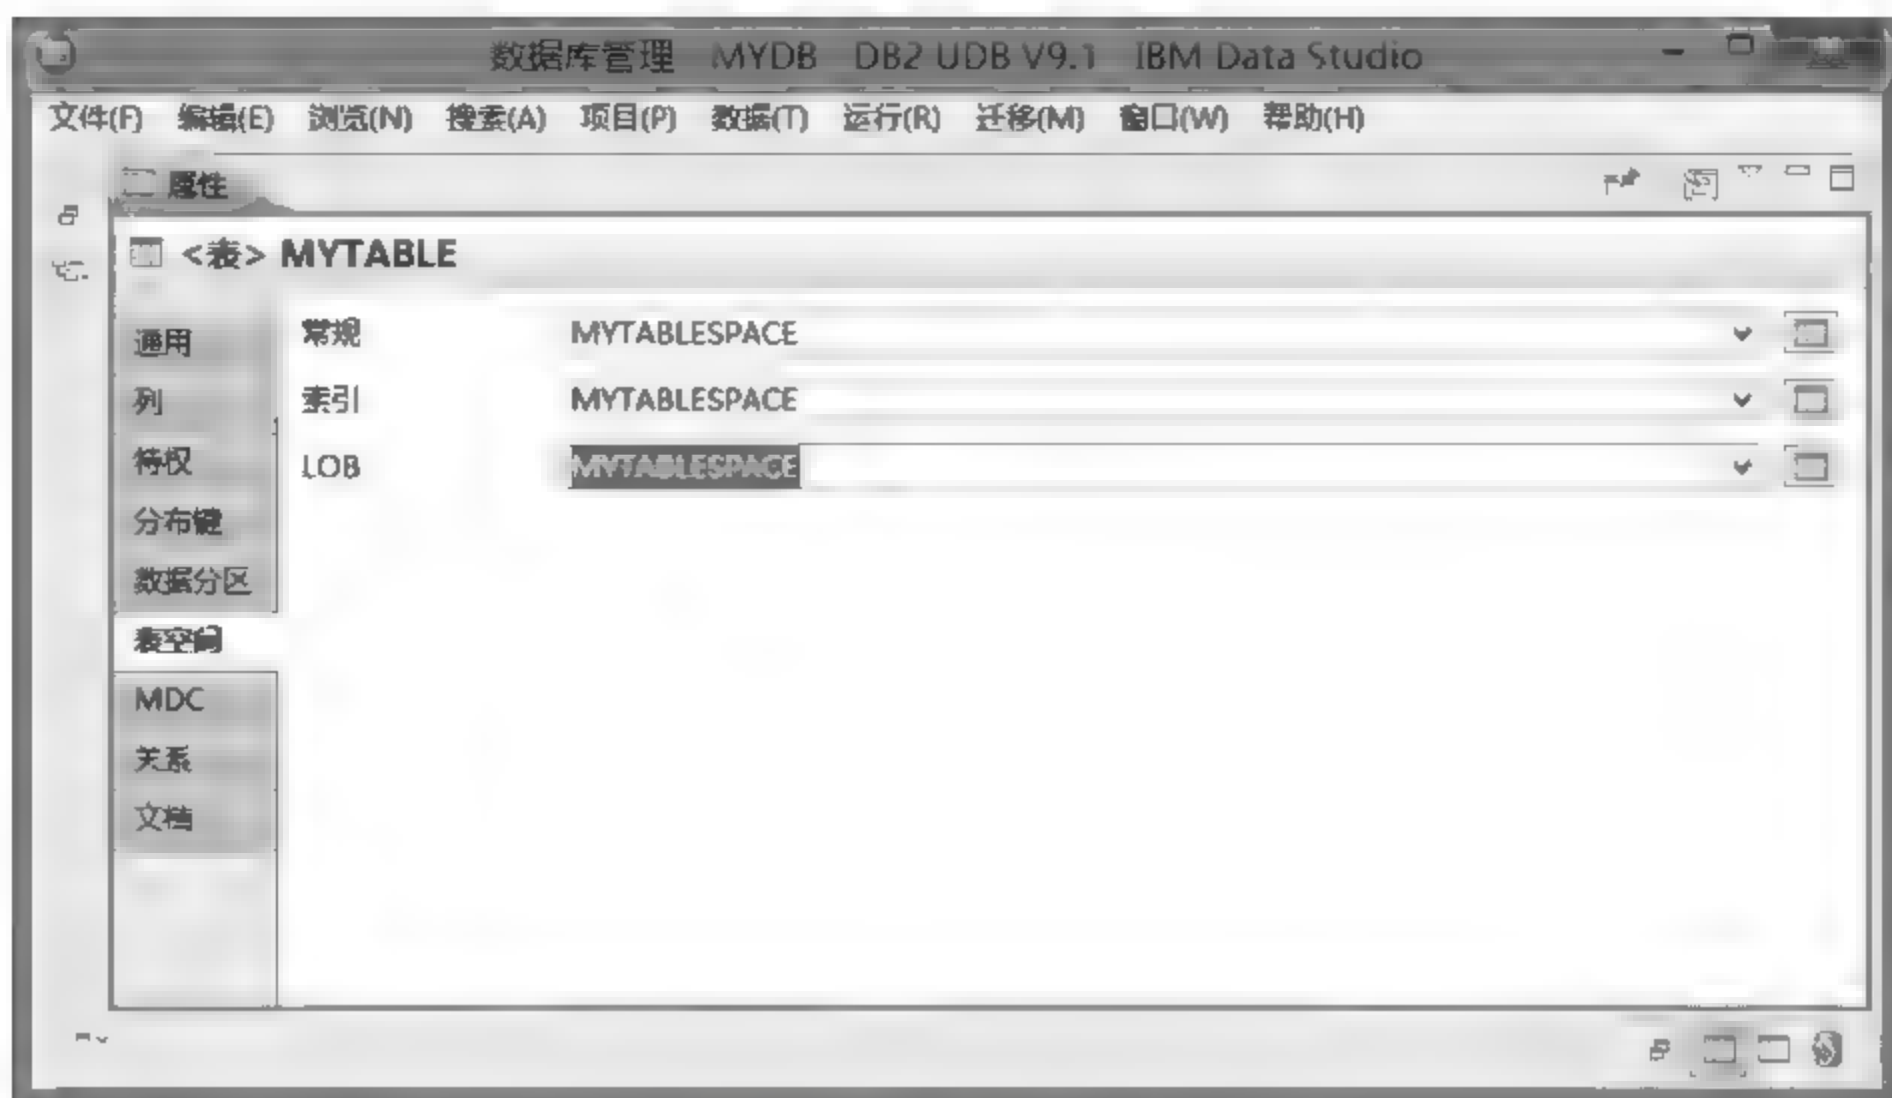 数据库管理 MYDB DB2 UDB V9.1 IBM Data Studio
文件(F) 编辑(E) 浏览(N) 搜索(A) 项目(P) 数据(T) 运行(R) 迁移(M) 窗口(W) 帮助(H)
属性
<表> MYTABLE
通用
列
特权
分布键
数据分区
表空间
MDC
关系
文档
常规 MYTABLESPACE
索引 MYTABLESPACE
LOB MYTABLESPACE